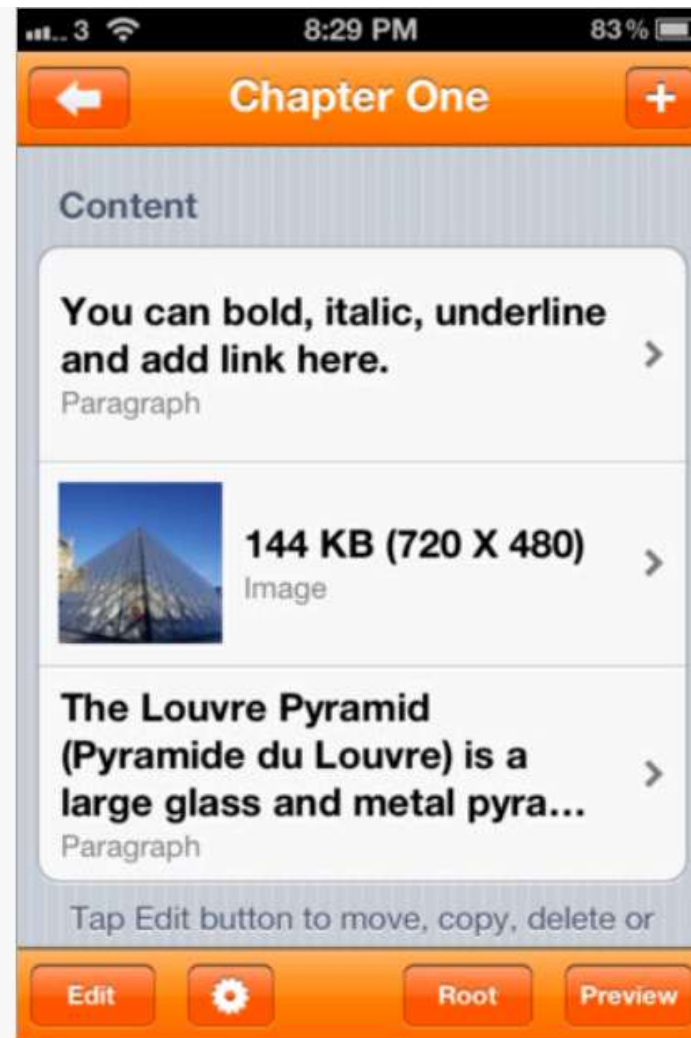 3 8:29 PM 83%
Chapter One +
Content
You can bold, italic, underline
and add link here.
Paragraph
144 KB (720 X 480)
Image
The Louvre Pyramid
(Pyramide du Louvre) is a
large glass and metal pyra...
Paragraph
Tap Edit button to move, copy, delete or
Edit Root Preview